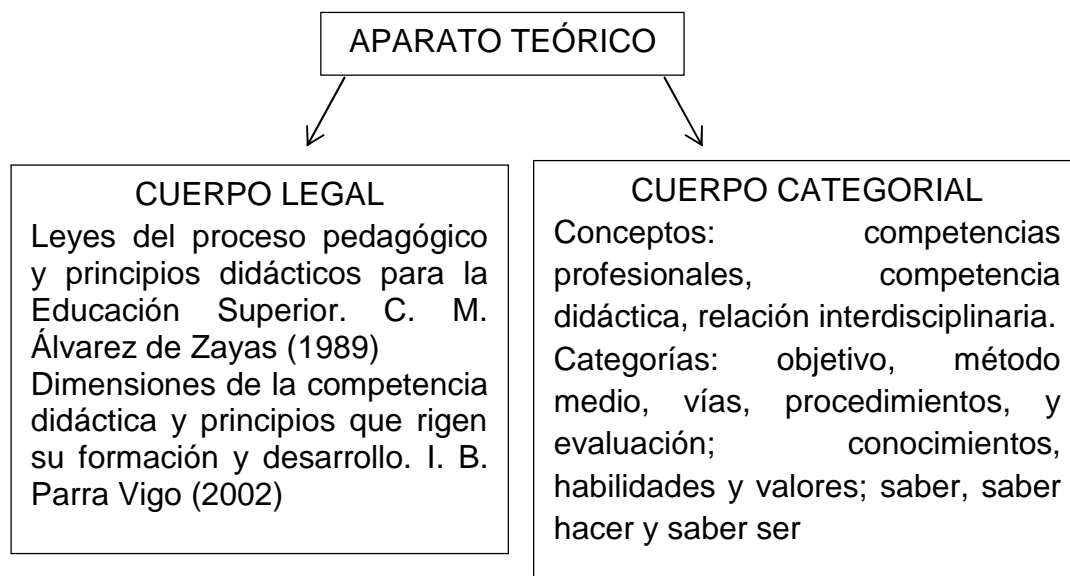 APARATO TEÓRICO
CUERPO LEGAL
Leyes del proceso pedagógico
y principios didácticos para la
Educación Superior. C. M.
Álvarez de Zayas (1989)
Dimensiones de la competencia
didáctica y principios que rigen
su formación y desarrollo. I. B.
Parra Vigo (2002)
CUERPO CATEGORIAL
Conceptos: competencias
profesionales, competencia
didáctica, relación interdisciplinaria.
Categorías: objetivo, método
medio, vías, procedimientos, y
evaluación; conocimientos,
habilidades y valores; saber, saber
hacer y saber ser